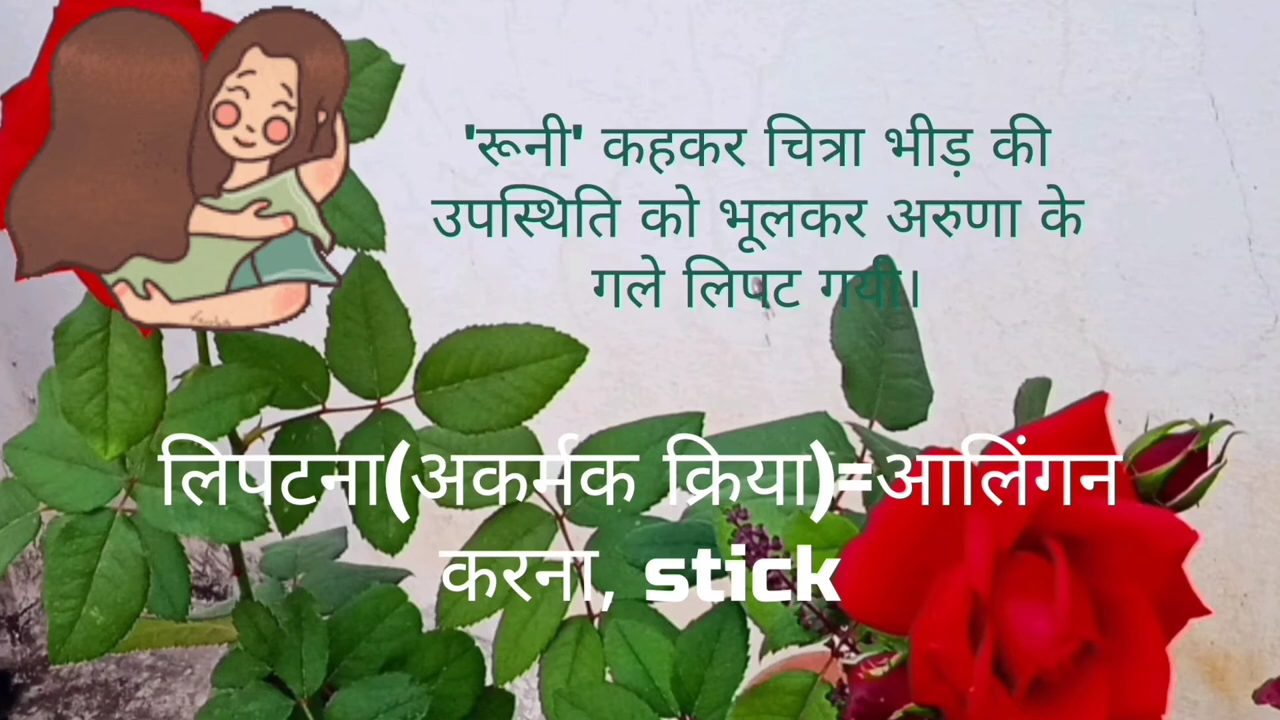 'रूनी' कहकर चित्रा भीड़ की
उपस्थिति को भूलकर अरुणा के
गले लिपट गयी।
लिपटना(अकर्मक क्रिया)=आलिंगन
करना, stick